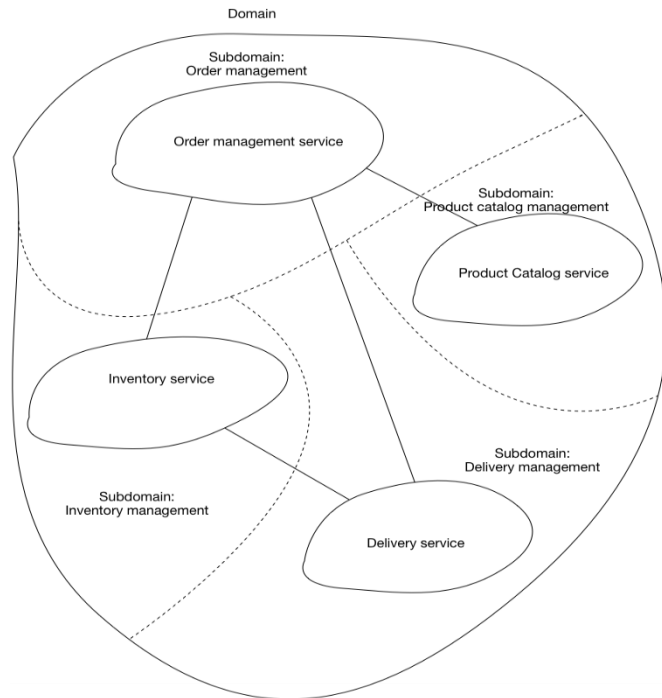 Domain
Subdomain:
Order management
Order management service
Subdomain:
Product catalog management
Product Catalog service
Inventory service
Subdomain:
Delivery management
Subdomain:
Inventory management
Delivery service